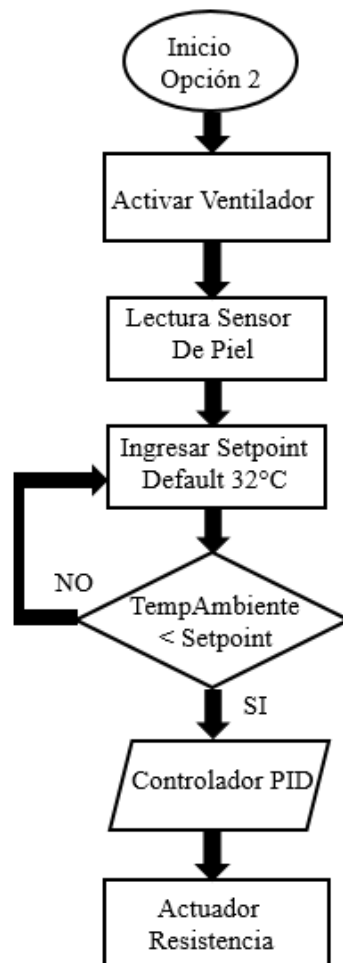 Inicio
Opción 2
Activar Ventilador
Lectura Sensor
De Piel
Ingresar Setpoint
Default 32°C
NO
TempAmbiente
< Setpoint
SI
Controlador PID
Actuador
Resistencia